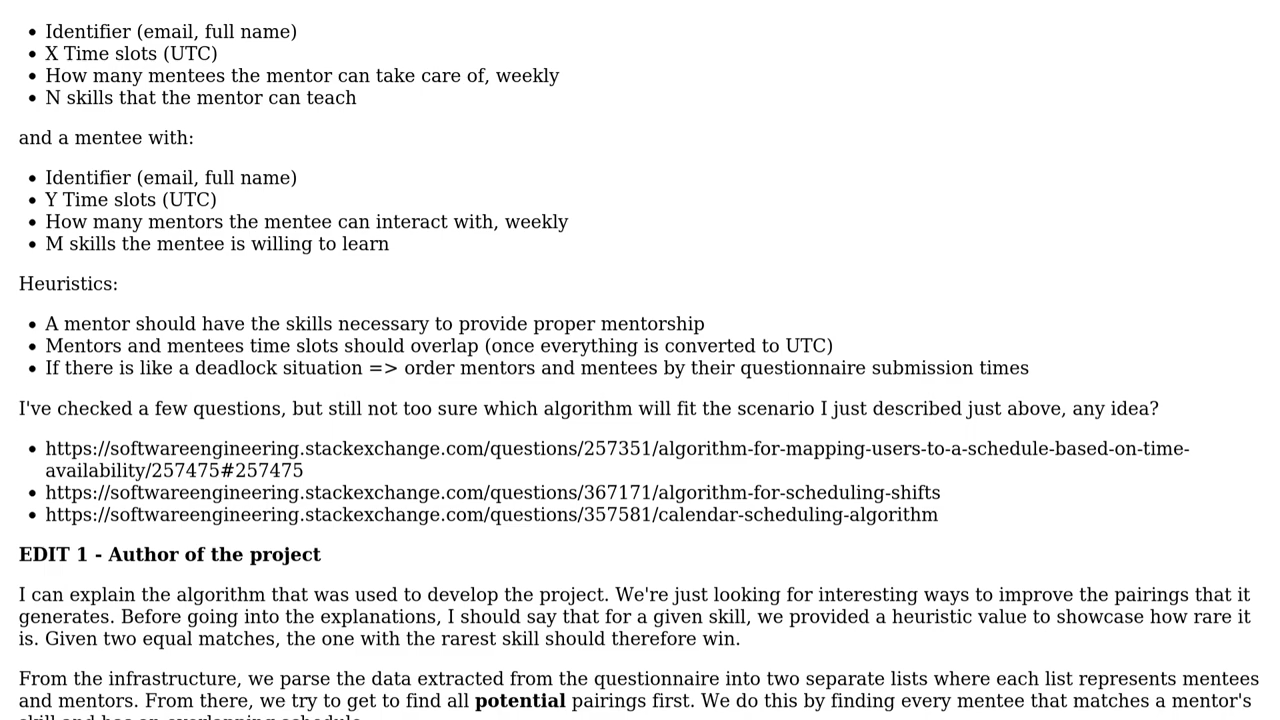 Identifier (email, full name)
X Time slots (UTC)
How many mentees the mentor can take care of, weekly
N skills that the mentor can teach
and a mentee with:
Identifier (email, full name)
Y Time slots (UTC)
How many mentors the mentee can interact with, weekly
M skills the mentee is willing to learn
Heuristics:
A mentor should have the skills necessary to provide proper mentorship
Mentors and mentees time slots should overlap (once everything is converted to UTC)
If there is like a deadlock situation => order mentors and mentees by their questionnaire submission times
I've checked a few questions, but still not too sure which algorithm will fit the scenario I just described just above, any idea?
https://softwareengineering.stackexchange.com/questions/257351/algorithm-for-mapping-users-to-a-schedule-based-on-time-
availability/257475#257475
https://softwareengineering.stackexchange.com/questions/367171/algorithm-for-scheduling-shifts
https://softwareengineering.stackexchange.com/questions/357581/calendar-scheduling-algorithm
EDIT 1 - Author of the project
I can explain the algorithm that was used to develop the project. We're just looking for interesting ways to improve the pairings that it
generates. Before going into the explanations, I should say that for a given skill, we provided a heuristic value to showcase how rare it
is. Given two equal matches, the one with the rarest skill should therefore win.
From the infrastructure, we parse the data extracted from the questionnaire into two separate lists where each list represents mentees
and mentors. From there, we try to get to find all potential pairings first. We do this by finding every mentee that matches a mentor's
skill and has an overlapping schedule.